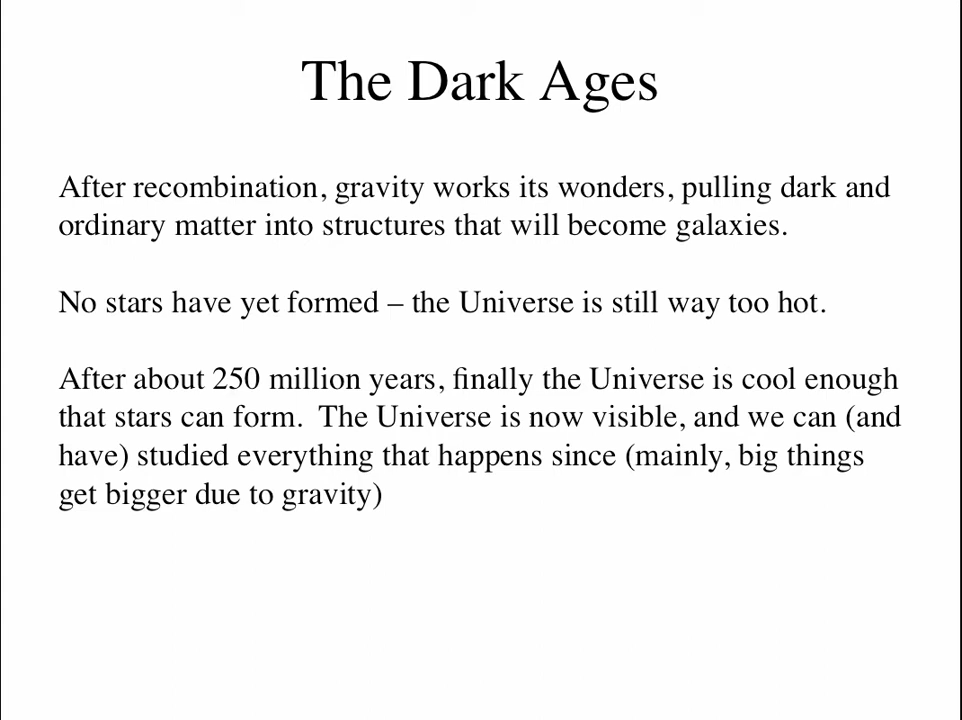 The Dark Ages
After recombination, gravity works its wonders, pulling dark and
ordinary matter into structures that will become galaxies.
No stars have yet formed – the Universe is still way too hot.
After about 250 million years, finally the Universe is cool enough
that stars can form.  The Universe is now visible, and we can (and
have) studied everything that happens since (mainly, big things
get bigger due to gravity)